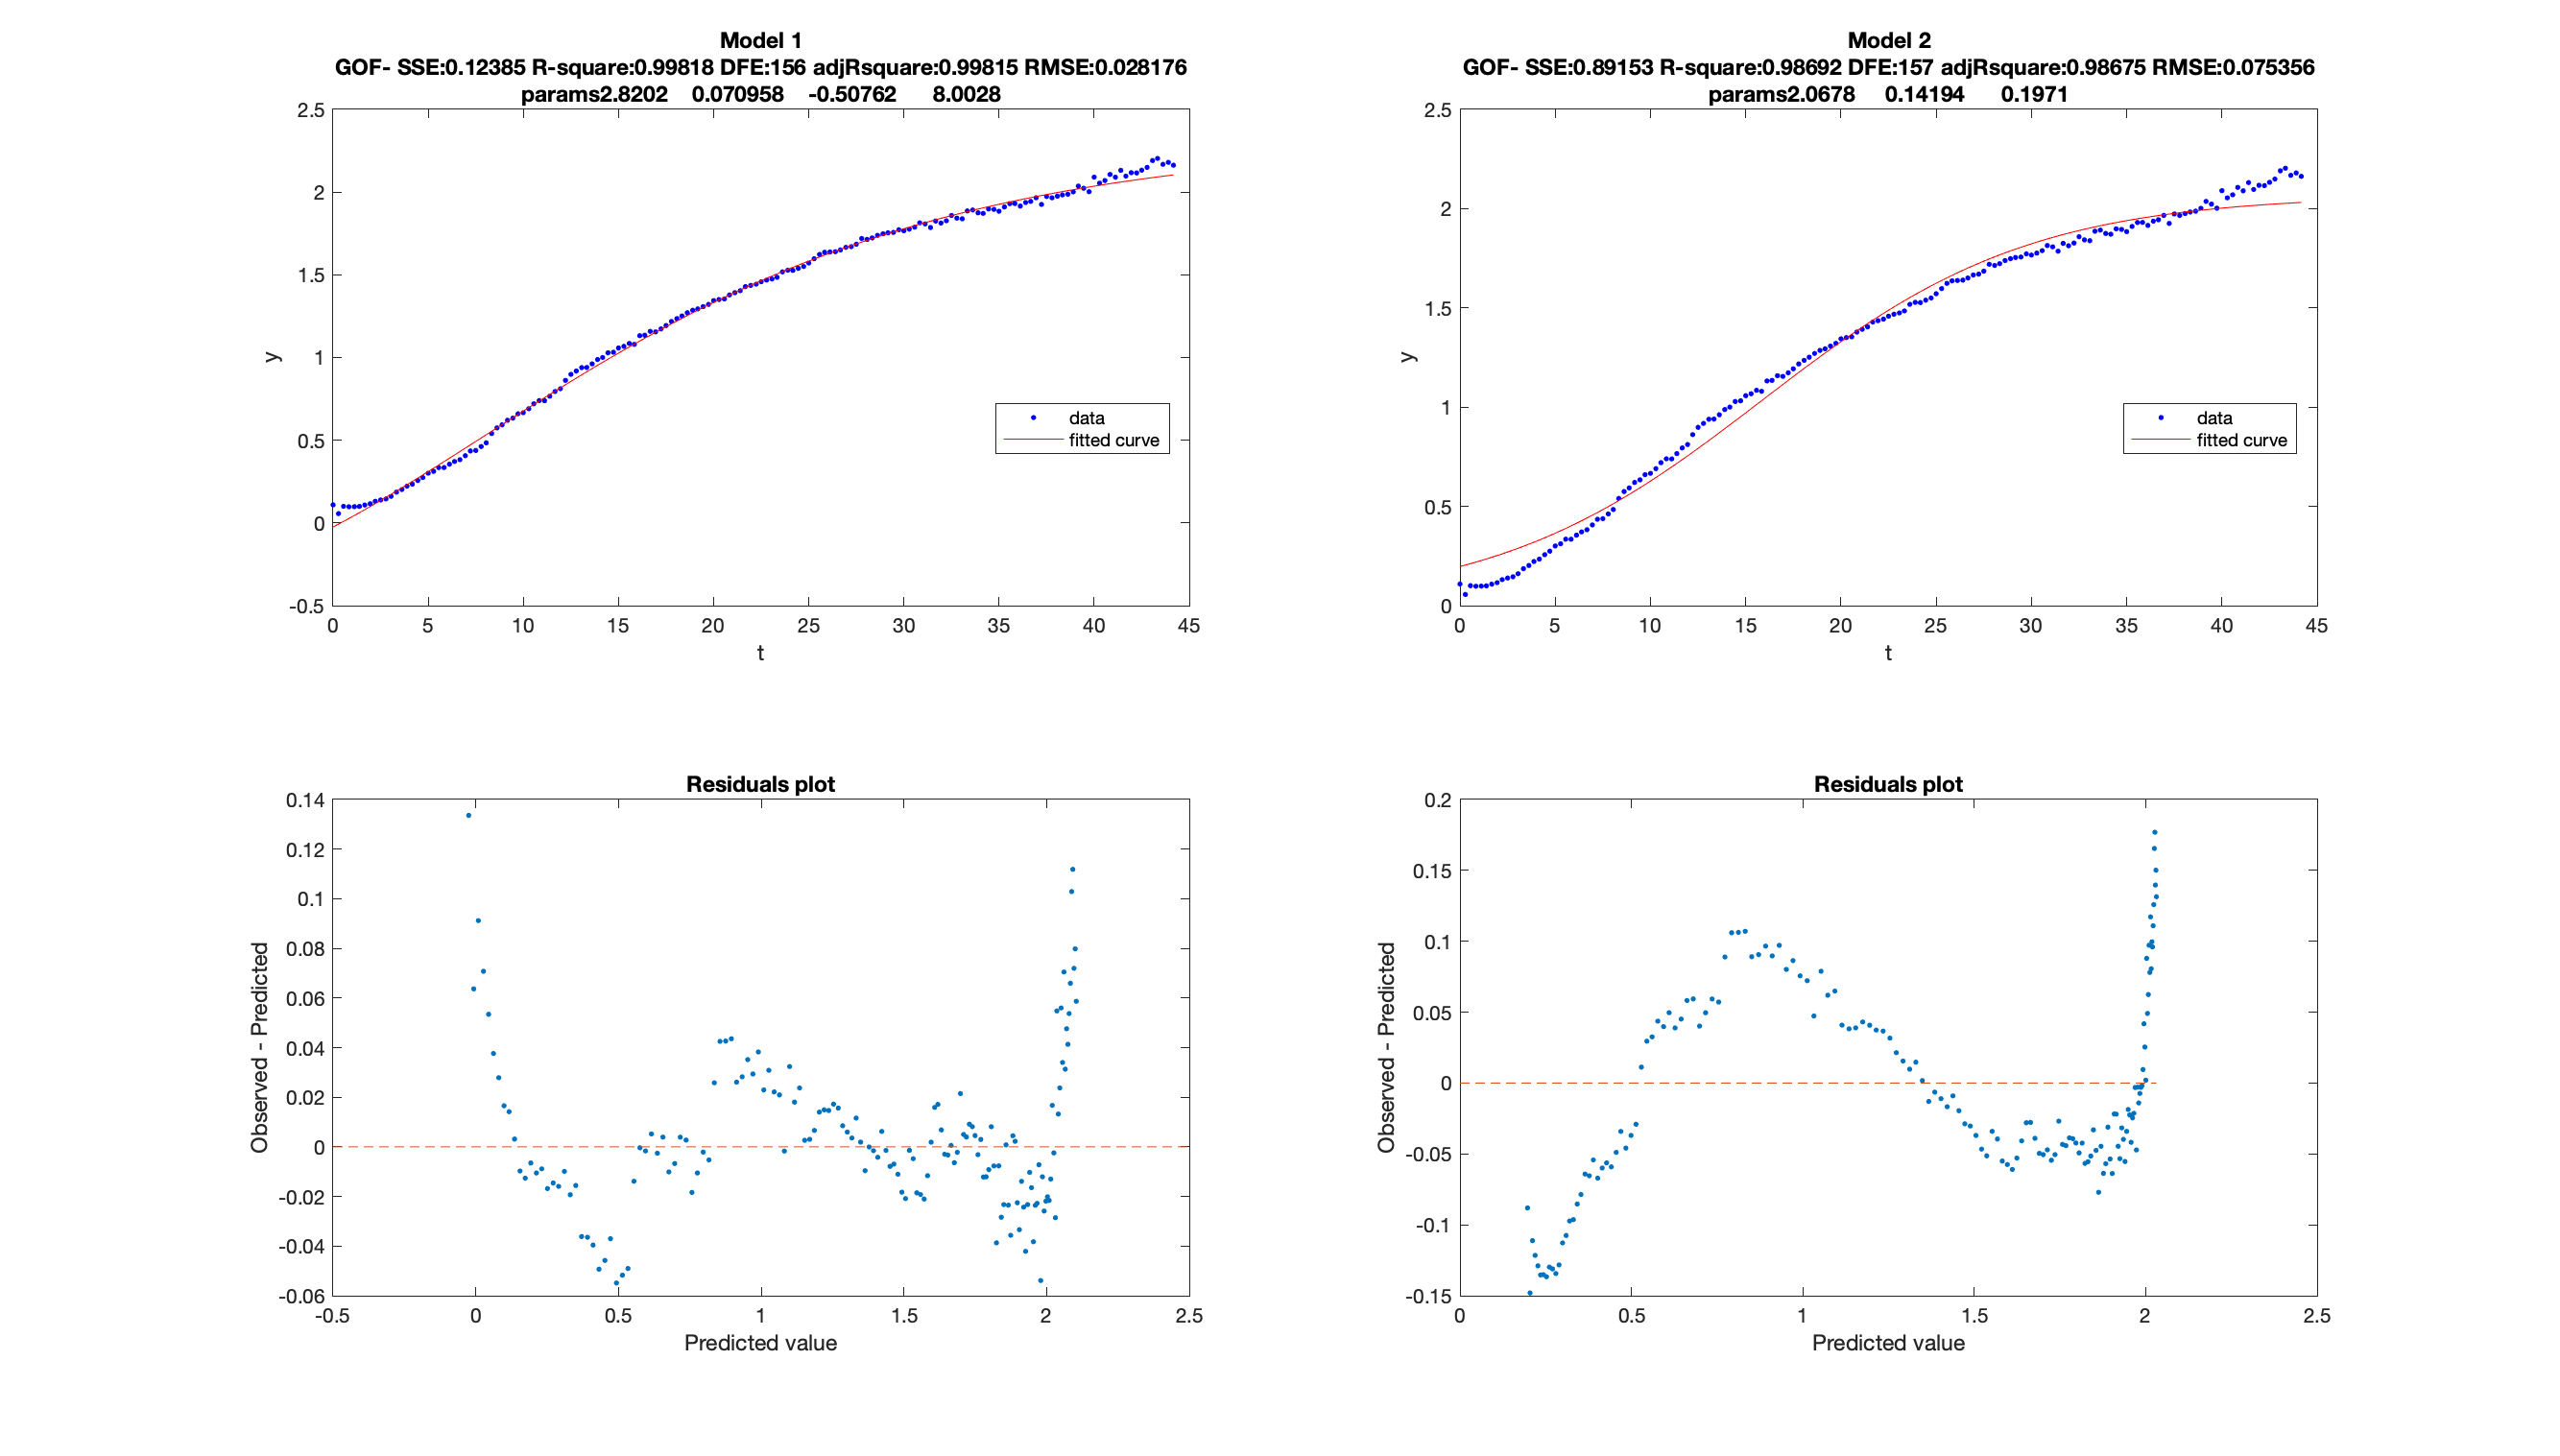 Model 1
GOF- SSE:0.12385 R-square:0.99818 DFE:156 adjRsquare:0.99815 RMSE:0.028176
params2.8202 0.070958 -0.50762 8.0028
2.5
2
1.5
1
0.5
0
-0.5
y
data
fitted curve
0 5 10 15 20 25 30 35 40 45
t
Model 2
GOF- SSE:0.89153 R-square:0.98692 DFE:157 adjRsquare:0.98675 RMSE:0.075356
params2.0678 0.14194 0.1971
2.5
2
1.5
1
0.5
0
y
data
fitted curve
0 5 10 15 20 25 30 35 40 45
t
Residuals plot
0.14
0.12
0.1
0.08
0.06
0.04
0.02
0
-0.02
-0.04
-0.06
Observed - Predicted
-0.5 0 0.5 1 1.5 2 2.5
Predicted value
Residuals plot
0.2
0.15
0.1
0.05
0
-0.05
-0.1
-0.15
Observed - Predicted
0 0.5 1 1.5 2 2.5
Predicted value